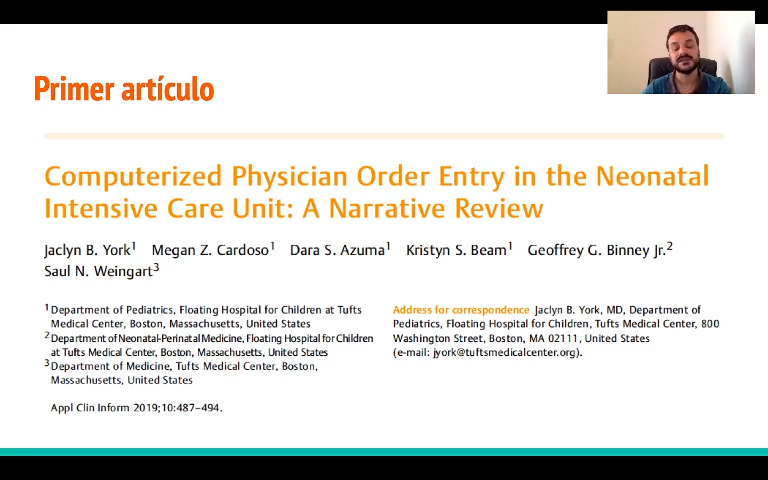 Primer artículo
Computerized Physician Order Entry in the Neonatal
Intensive Care Unit: A Narrative Review
Jaclyn B. York1 Megan Z. Cardoso1 Dara S. Azuma1 Kristyn S. Beam1 Geoffrey G. Binney Jr.2
Saul N. Weingart3
1 Department of Pediatrics, Floating Hospital for Children at Tufts
Medical Center, Boston, Massachusetts, United States
2 Department of Neonatal-Perinatal Medicine, Floating Hospital for Children
at Tufts Medical Center, Boston, Massachusetts, United States
3 Department of Medicine, Tufts Medical Center, Boston,
Massachusetts, United States
Address for correspondence Jaclyn B. York, MD, Department of
Pediatrics, Floating Hospital for Children, Tufts Medical Center, 800
Washington Street, Boston, MA 02111, United States
(e-mail: jyork@tuftsmedicalcenter.org).
Appl Clin Inform 2019;10:487–494.